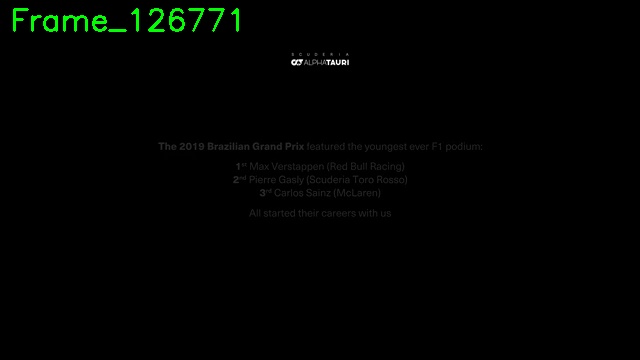 Frame_126771
SCUDERIA
ALPHATAURI
The 2019 Brazilian Grand Prix featured the youngest ever F1 podium:
1st Max Verstappen (Red Bull Racing)
2nd Pierre Gasly (Scuderia Toro Rosso)
3rd Carlos Sainz (McLaren)
All started their careers with us